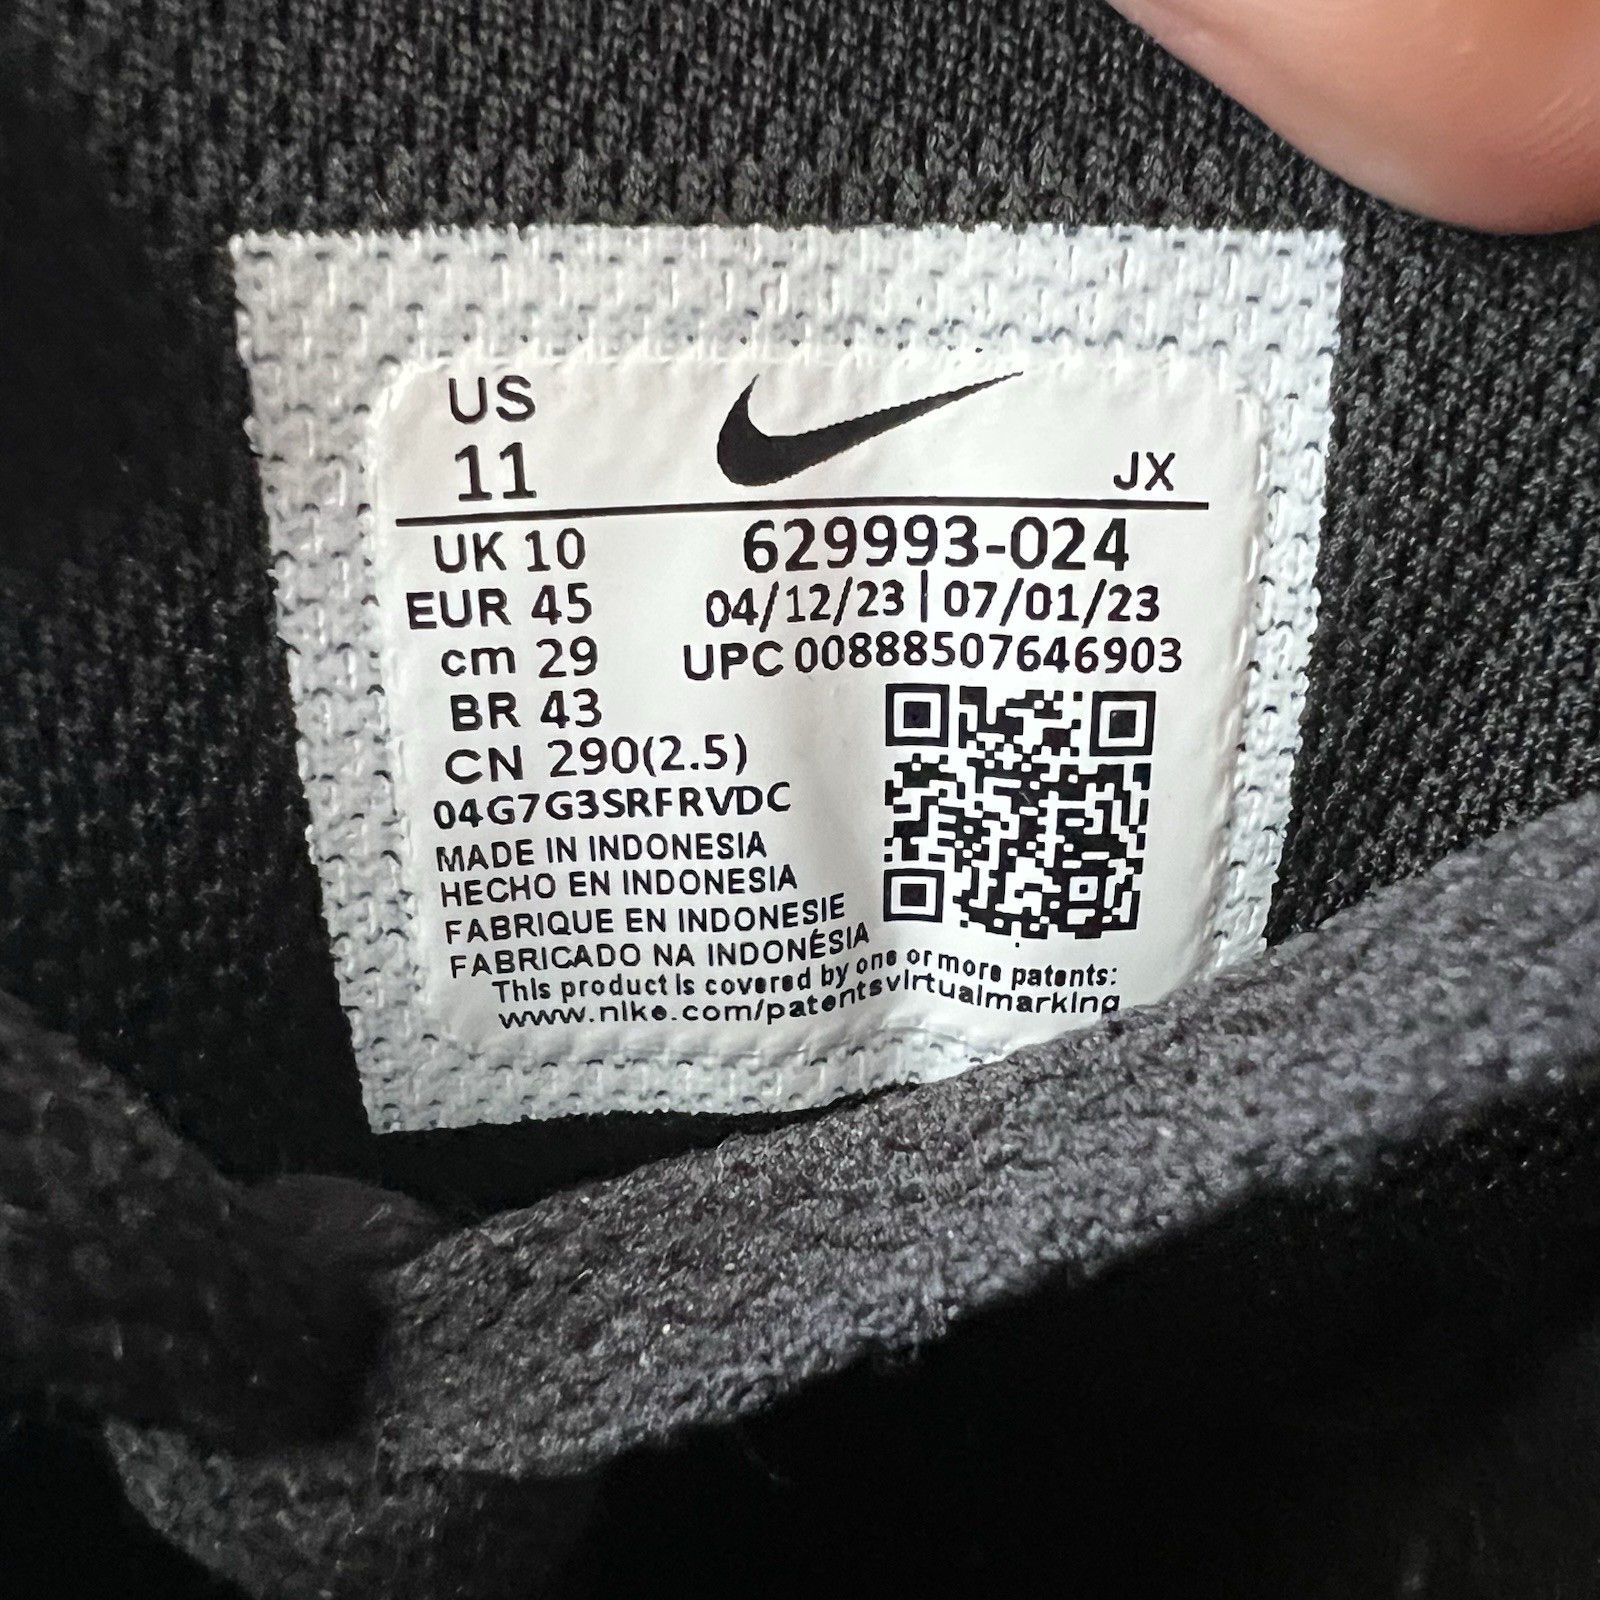 US
11
JX
UK 10
629993-024
EUR 45
04/12/23 | 07/01/23
cm 29
UPC 00888507646903
BR 43
CN 290(2.5)
04G7G3SRFRVDC
MADE IN INDONESIA
HECHO EN INDONESIA
FABRIQUE EN INDONESIE
FABRICADO NA INDONÉSIA
This product is covered by one or more patents:
www.nike.com/patentsvirtualmarking